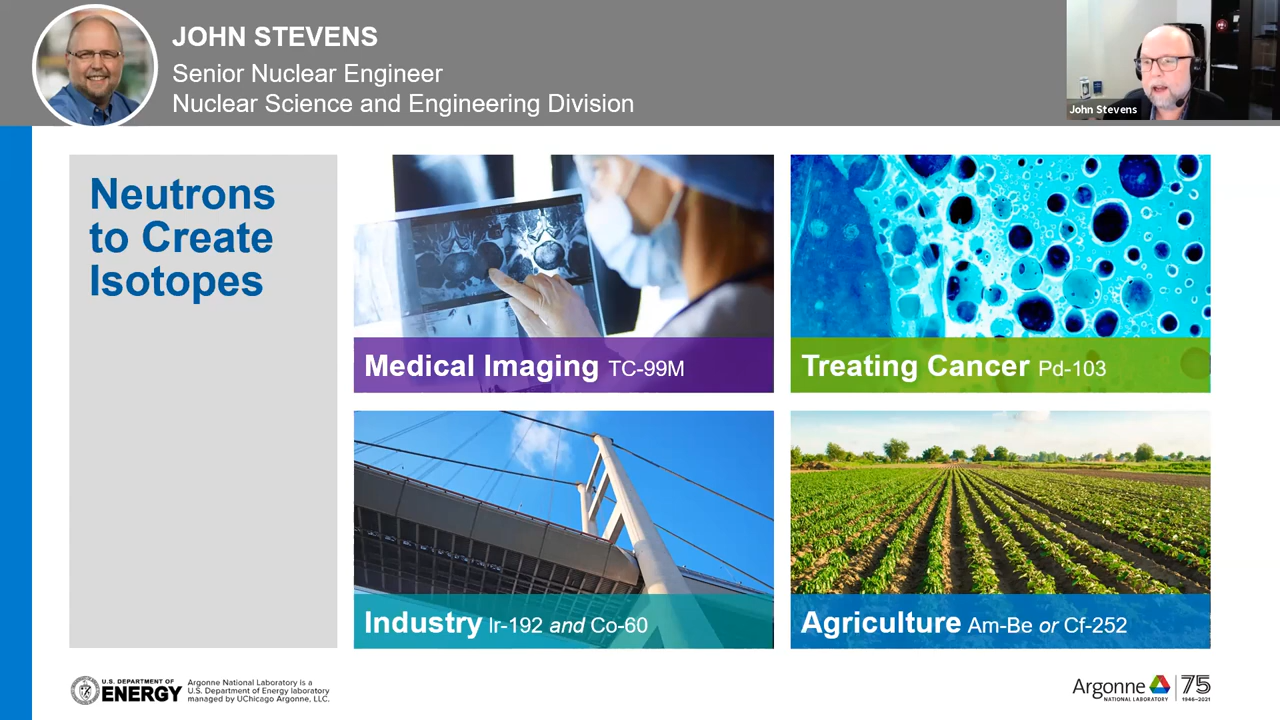 JOHN STEVENS
Senior Nuclear Engineer
Nuclear Science and Engineering Division
John Stevens
Neutrons
to Create
Isotopes
Medical Imaging TC-99M
Treating Cancer Pd-103
Industry Ir-192 and Co-60
Agriculture Am-Be or Cf-252
U.S. DEPARTMENT OF
ENERGY
Argonne National Laboratory is a
U.S. Department of Energy laboratory
managed by UChicago Argonne, LLC.
Argonne
NATIONAL LABORATORY
75
1946–2021